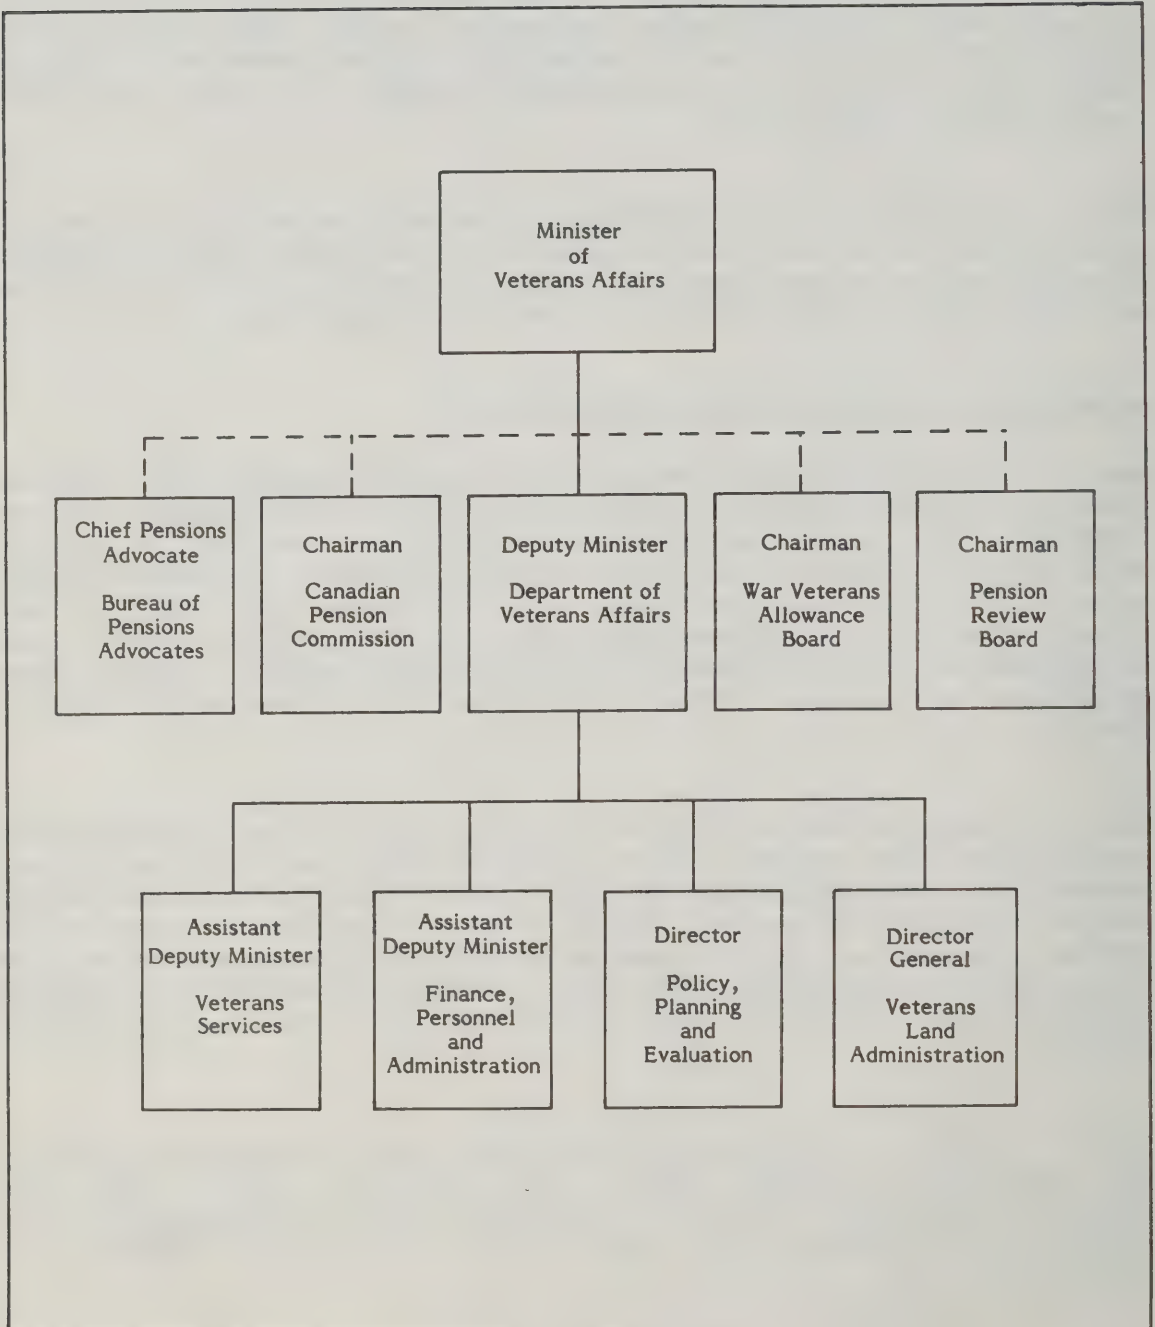 Minister
of
Veterans Affairs
Chief Pensions
Advocate
Bureau of
Pensions
Advocates
Chairman
Canadian
Pension
Commission
Deputy Minister
Department of
Veterans Affairs
Chairman
War Veterans
Allowance
Board
Chairman
Pension
Review
Board
Assistant
Deputy Minister
Veterans
Services
Assistant
Deputy Minister
Finance,
Personnel
and
Administration
Director
Policy,
Planning
and
Evaluation
Director
General
Veterans
Land
Administration